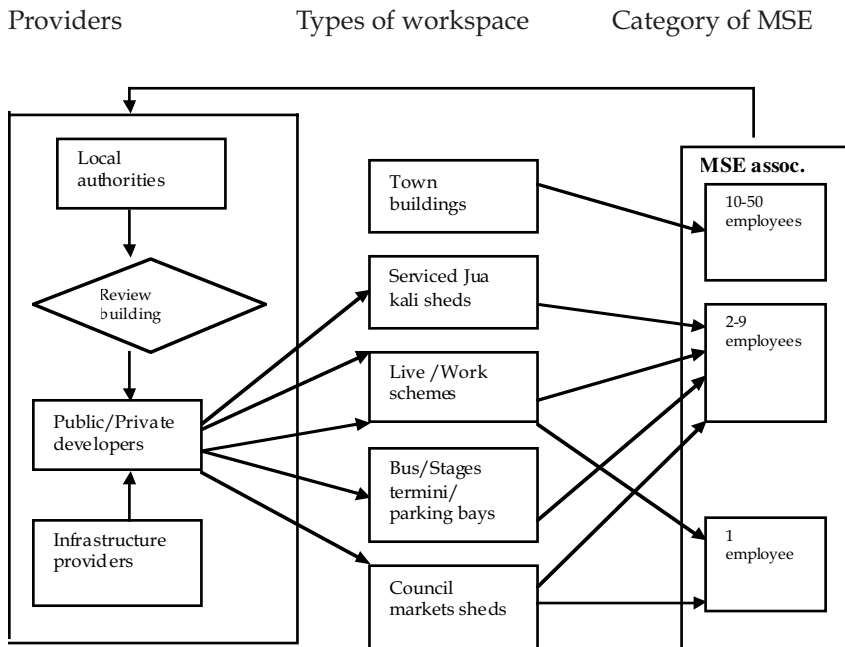 Providers
Types of workspace
Category of MSE
Local
authorities
Review
building
Public/Private
developers
Infrastructure
providers
Town
buildings
Serviced Jua
kali sheds
Live /Work
schemes
Bus/Stages
termini/
parking bays
Council
markets sheds
MSE assoc.
10-50
employees
2-9
employees
1
employee